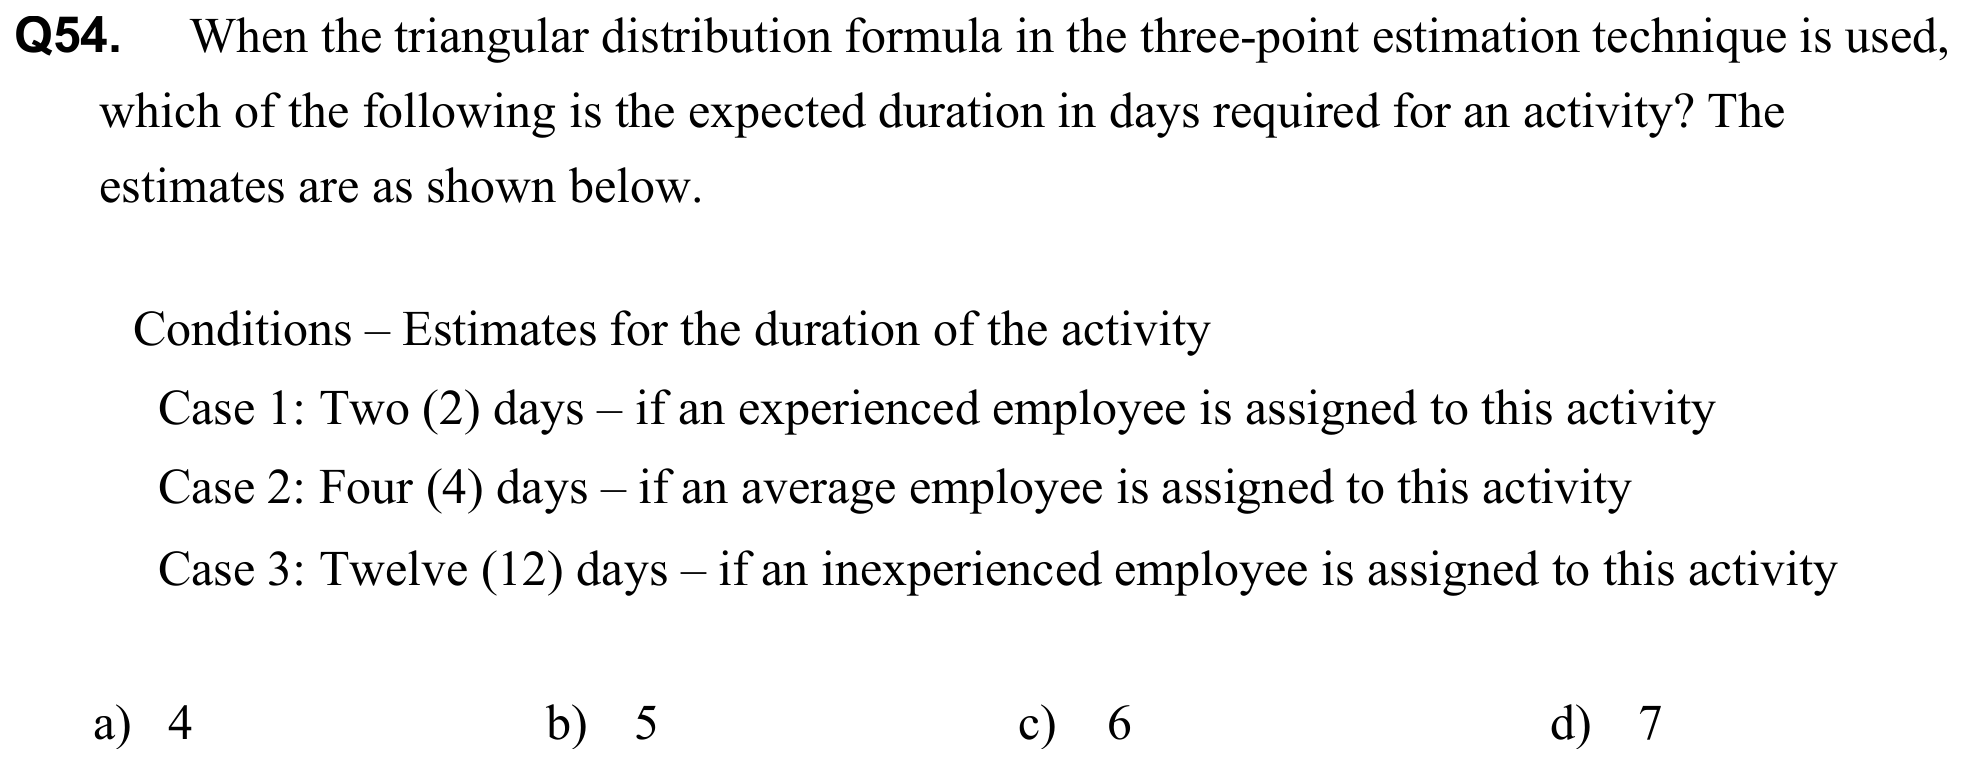 Q54. When the triangular distribution formula in the three-point estimation technique is used,
which of the following is the expected duration in days required for an activity? The
estimates are as shown below.
Conditions – Estimates for the duration of the activity
Case 1: Two (2) days – if an experienced employee is assigned to this activity
Case 2: Four (4) days – if an average employee is assigned to this activity
Case 3: Twelve (12) days – if an inexperienced employee is assigned to this activity
a) 4 b) 5 c) 6 d) 7